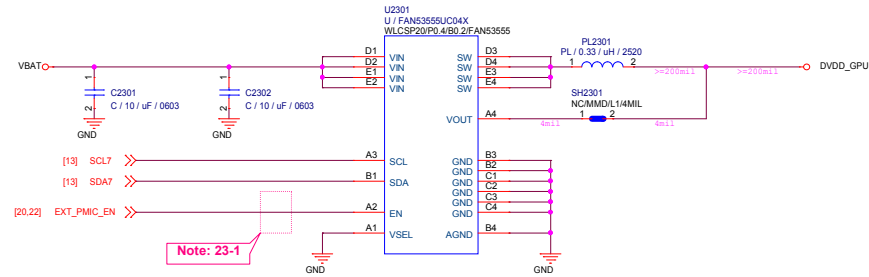 U2301
U / FAN53555UC04X
WLCSP20/P0.4/B0.2/FAN53555
VBAT
D1 VIN
D2 VIN
E1 VIN
E2 VIN
D3 SW
D4 SW
E3 SW
E4 SW
PL2301
PL / 0.33 / uH / 2520
1 2
>=200mil >=200mil
DVDD_GPU
1 2
C2301
C / 10 / uF / 0603
GND
1 2
C2302
C / 10 / uF / 0603
GND
VOUT A4
SH2301
NC/MMD/L1/4MIL
4mil 1 2 4mil
[13] SCL7 A3 SCL
[13] SDA7 B1 SDA
[20,22] EXT_PMIC_EN A2 EN
A1 VSEL
GND B3
GND B2
GND C1
GND C2
GND C3
GND C4
AGND B4
Note: 23-1
GND
GND